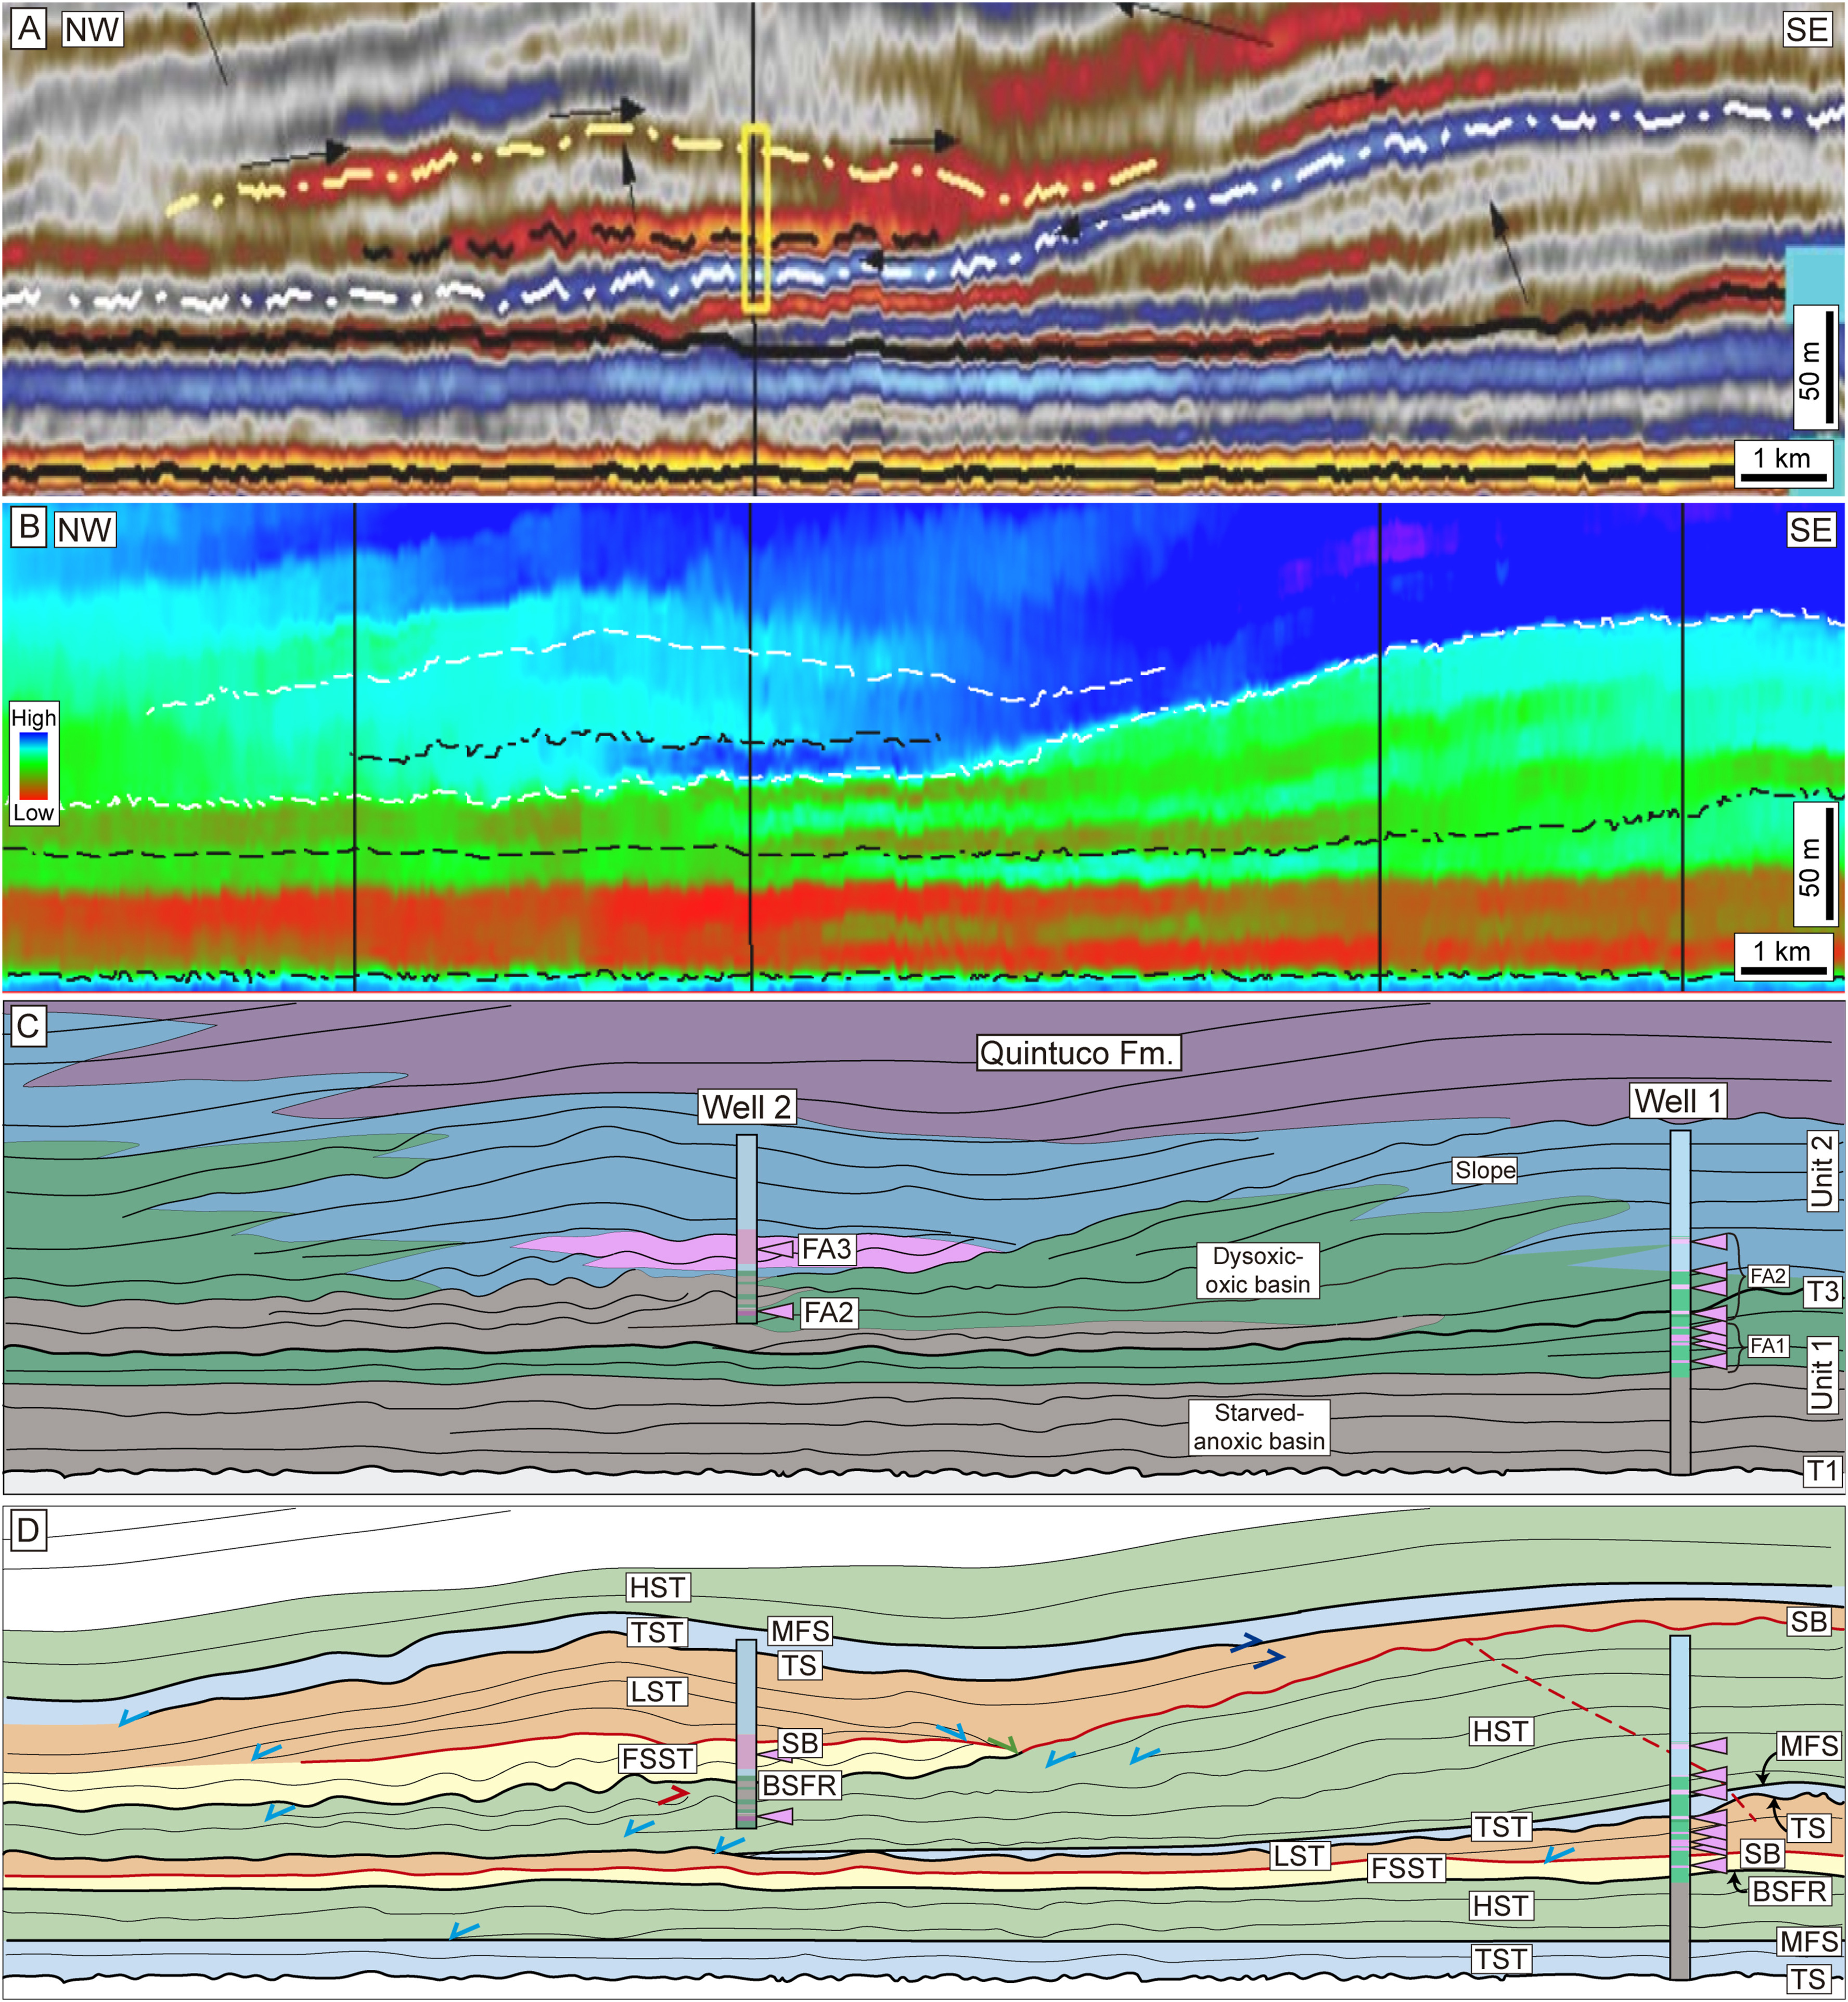 A NW
SE
50 m
1 km
B NW
SE
High
Low
50 m
1 km
C
Quintuco Fm.
Well 2
Well 1
Unit 2
Slope
FA3
Dysoxic-
oxic basin
FA2
T3
FA2
FA1
Unit 1
Starved-
anoxic basin
T1
D
HST
TST
MFS
SB
TS
LST
HST
SB
FSST
MFS
BSFR
TST
TS
LST
SB
FSST
BSFR
HST
MFS
TST
TS